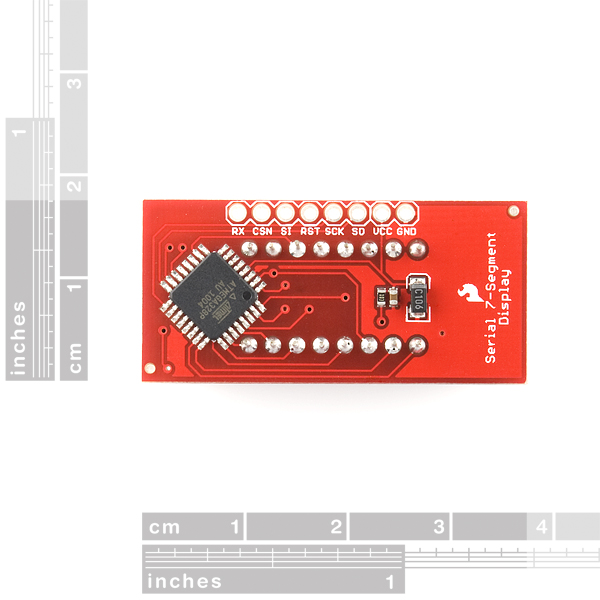 3
1
2
1
inches
cm
RX CSN SI RST SCK SD VCC GND
ATMEGA328P
AU 1004
C106
Serial 7-Segment
Display
cm 1 2 3 4
inches 1